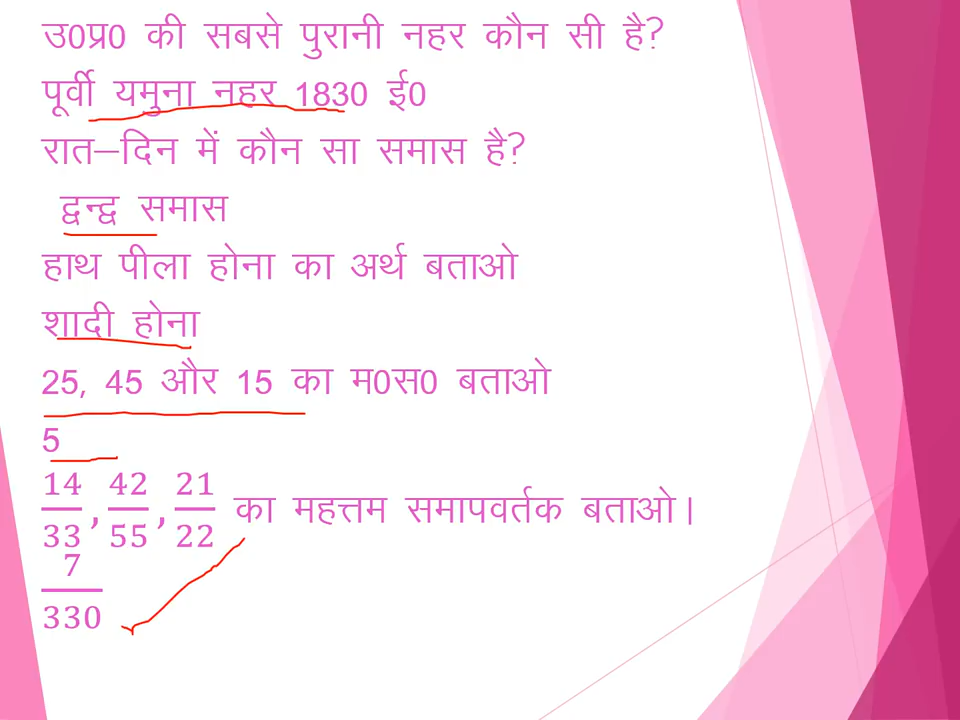 उ0प्र0 की सबसे पुरानी नहर कौन सी है?
पूर्वी यमुना नहर 1830 ई0
रात–दिन में कौन सा समास है?
द्वन्द्व समास
हाथ पीला होना का अर्थ बताओ
शादी होना
25, 45 और 15 का म0स0 बताओ
5
14/33, 42/55, 21/22 का महत्तम समापवर्तक बताओ।
7/330